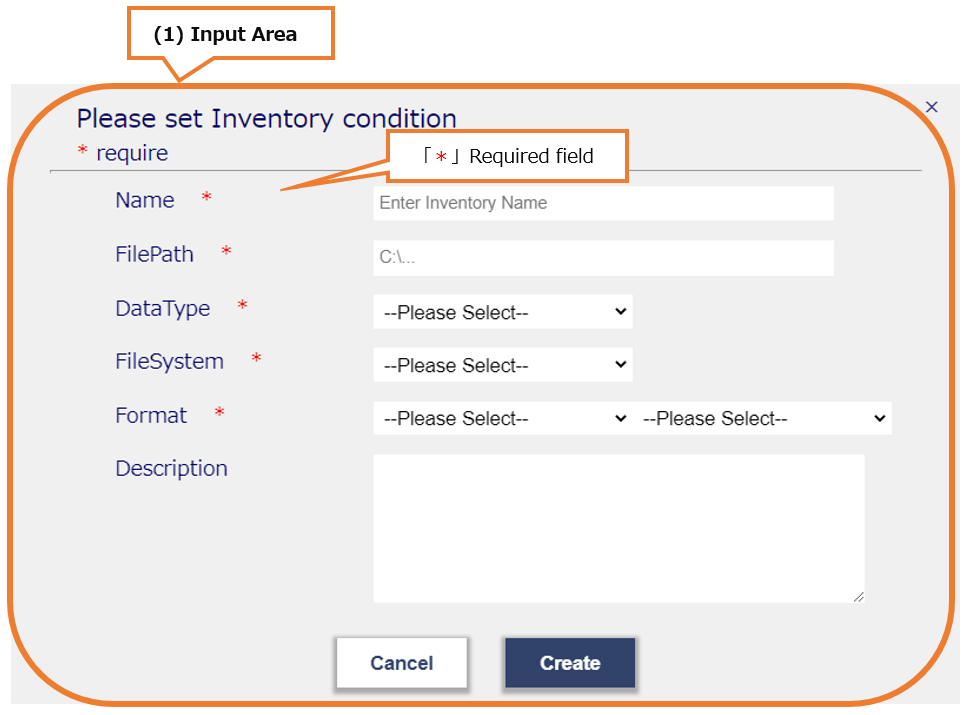 (1) Input Area
Please set Inventory condition
×
* require
「*」Required field
Name *
Enter Inventory Name
FilePath *
C:\...
DataType *
--Please Select--
FileSystem *
--Please Select--
Format *
--Please Select-- --Please Select--
Description
Cancel Create